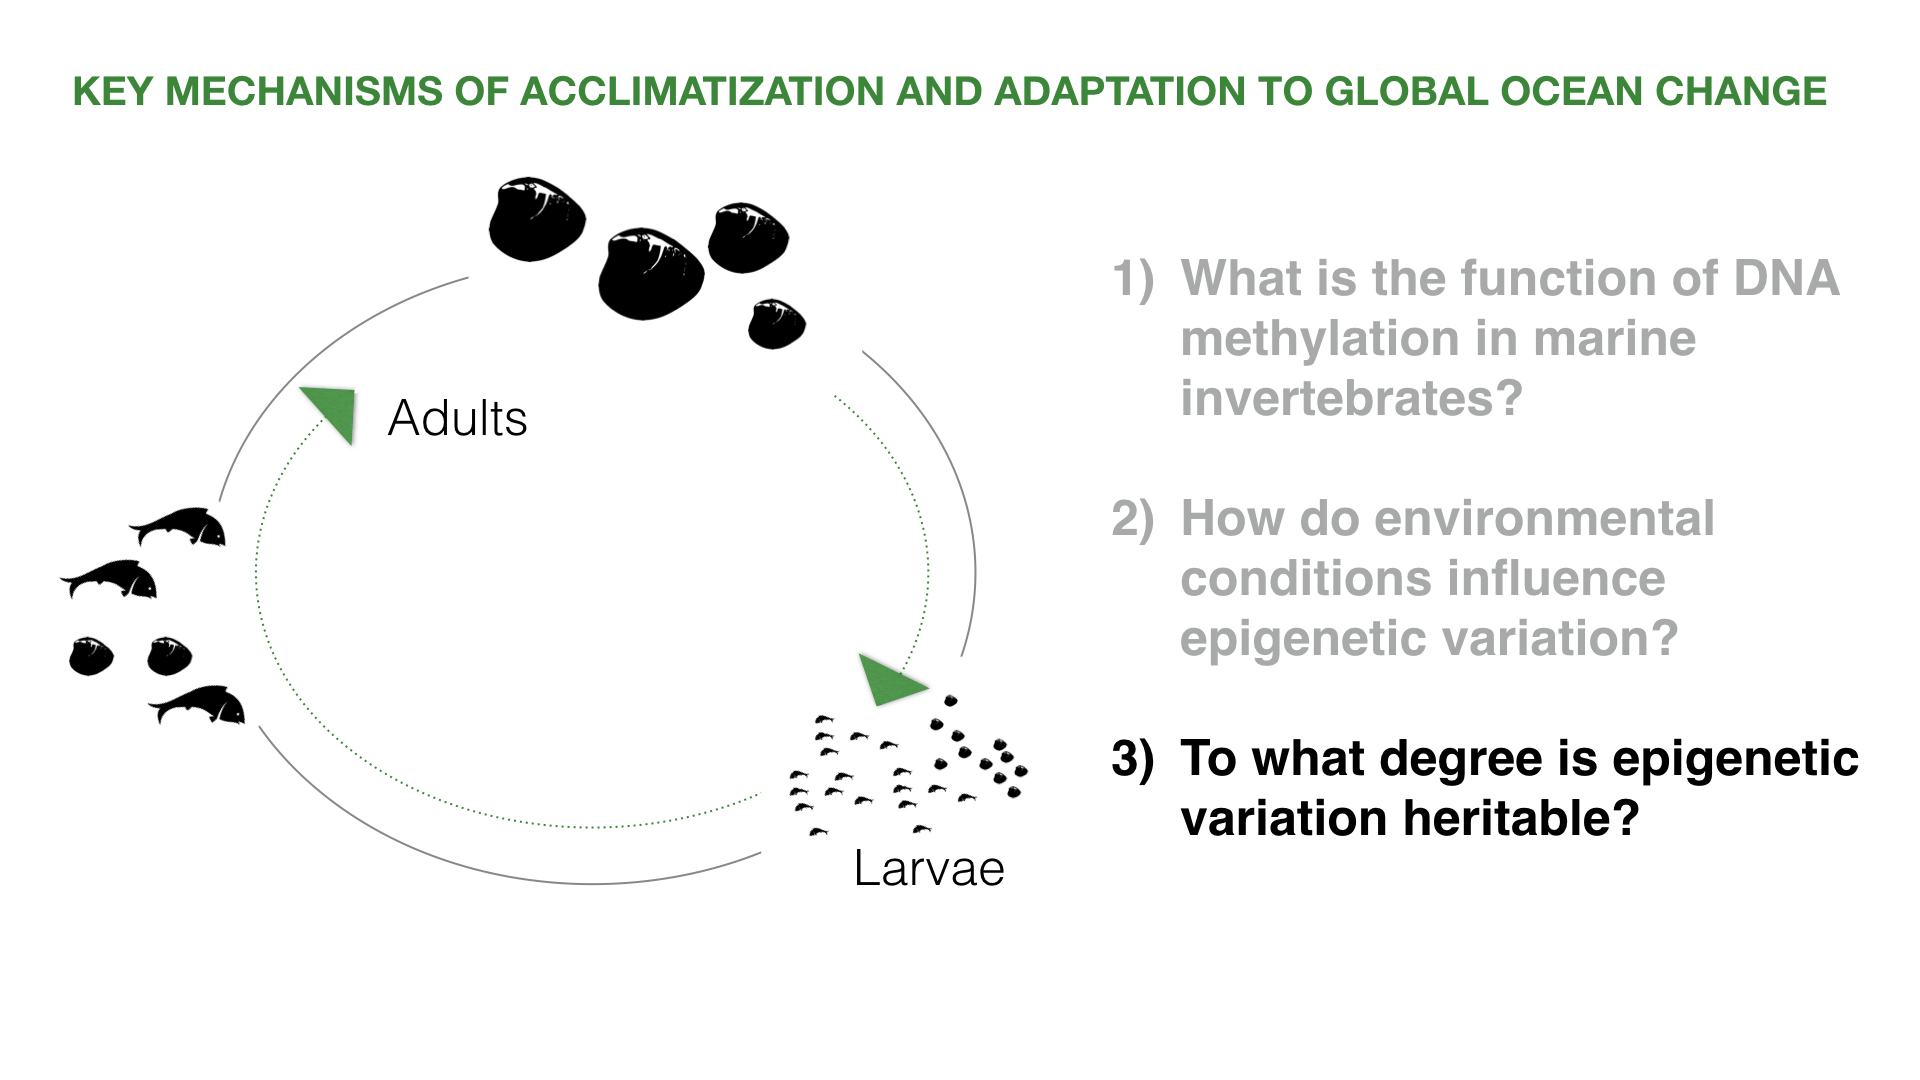 KEY MECHANISMS OF ACCLIMATIZATION AND ADAPTATION TO GLOBAL OCEAN CHANGE
Adults
Larvae
1) What is the function of DNA
methylation in marine
invertebrates?
2) How do environmental
conditions influence
epigenetic variation?
3) To what degree is epigenetic
variation heritable?